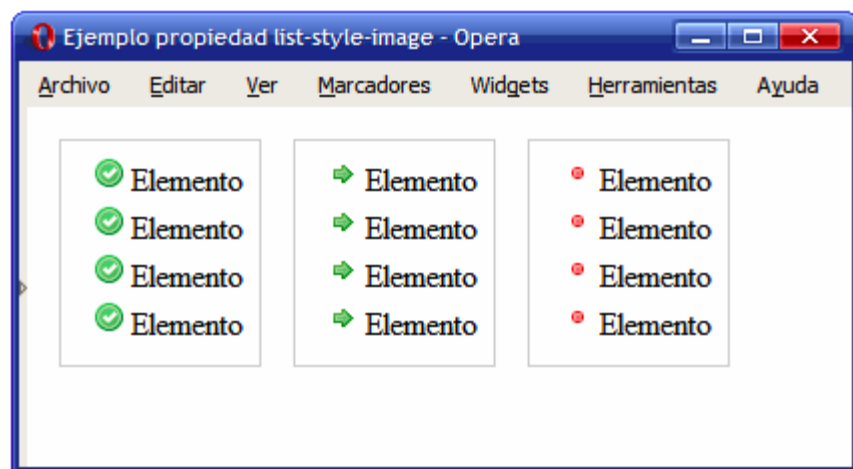 Ejemplo propiedad list-style-image - Opera
Archivo Editar Ver Marcadores Widgets Herramientas Ayuda
Elemento Elemento Elemento
Elemento Elemento Elemento
Elemento Elemento Elemento
Elemento Elemento Elemento